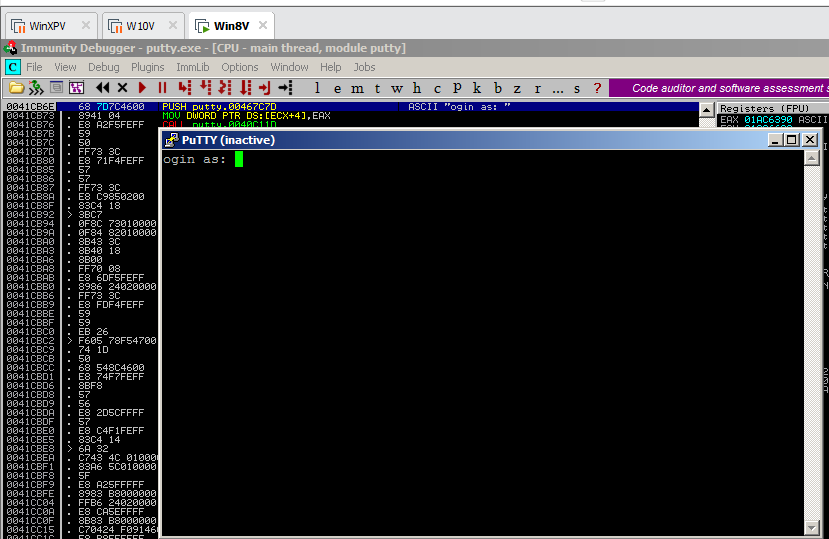 WinXPV × W10V × Win8V ×
Immunity Debugger - putty.exe - [CPU - main thread, module putty]
C File View Debug Plugins ImmLib Options Window Help Jobs
l e m t w h c p k b z r ... s ? Code auditor and software assessment s
0041CB6E 68 7D7C4600 PUSH putty.00467C7D ASCII "ogin as: "
Registers (FPU)
0041CB73 . 8941 04 MOV DWORD PTR DS:[ECX+4],EAX
EAX 01AC6390 ASCII
0041CB76 . E8 A2F5FEFF
PuTTY (inactive)
ogin as:
0041CB7B . 59
0041CB7C . 50
0041CB7D . FF73 3C
0041CB80 . E8 71F4FEFF
0041CB85 . 57
0041CB86 . 57
0041CB87 . FF73 3C
0041CB8A . E8 C9850200
0041CB8F . 83C4 18
0041CB92 > 3BC7
0041CB94 . 0F8C 73010000
0041CB9A . 0F84 82010000
0041CBA0 . 8B43 3C
0041CBA3 . 8B40 18
0041CBA6 . 8B00
0041CBA8 . FF70 08
0041CBAB . E8 6DF5FEFF
0041CBB0 . 8986 24020000
0041CBB6 . FF73 3C
0041CBB9 . E8 FDF4FEFF
0041CBBE . 59
0041CBBF . 59
0041CBC0 . EB 26
0041CBC2 > F605 78F54700
0041CBC9 . 74 1D
0041CBCB . 50
0041CBCC . 68 548C4600
0041CBD1 . E8 74F7FEFF
0041CBD6 . 8BF8
0041CBD8 . 57
0041CBD9 . 56
0041CBDA . E8 2D5CFFFF
0041CBDF . 57
0041CBE0 . E8 C4F1FEFF
0041CBE5 . 83C4 14
0041CBE8 > 6A 32
0041CBEA . C743 4C 010000
0041CBF1 . 83A6 5C010000
0041CBF8 . 5F
0041CBF9 . E8 A25FFFFF
0041CBFE . 8983 B8000000
0041CC04 . FFB6 24020000
0041CC0A . E8 CA5EFFFF
0041CC0F . 8B83 B8000000
0041CC15 . C70424 F09146